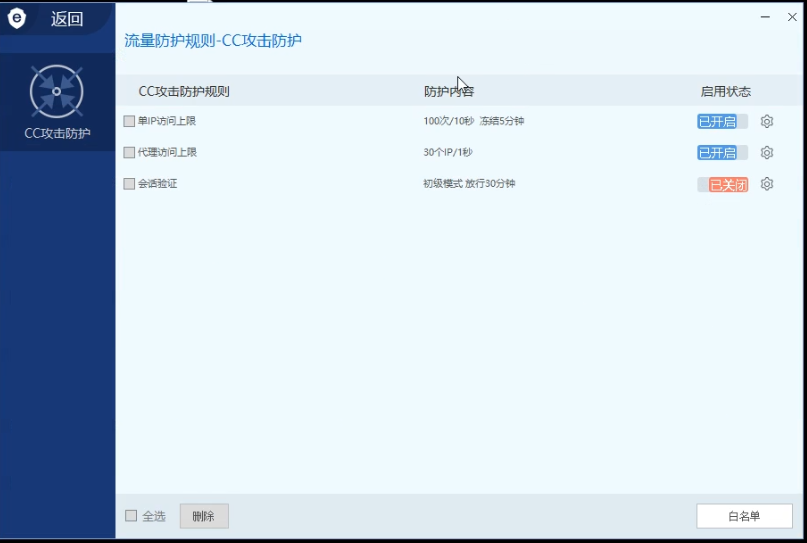 返回
流量防护规则-CC攻击防护
CC攻击防护规则 防护内容 启用状态
CC攻击防护
单IP访问上限 100次/10秒 冻结5分钟 已开启
代理访问上限 30个IP/1秒 已开启
会话验证 初级模式 放行30分钟 已关闭
全选 删除 白名单